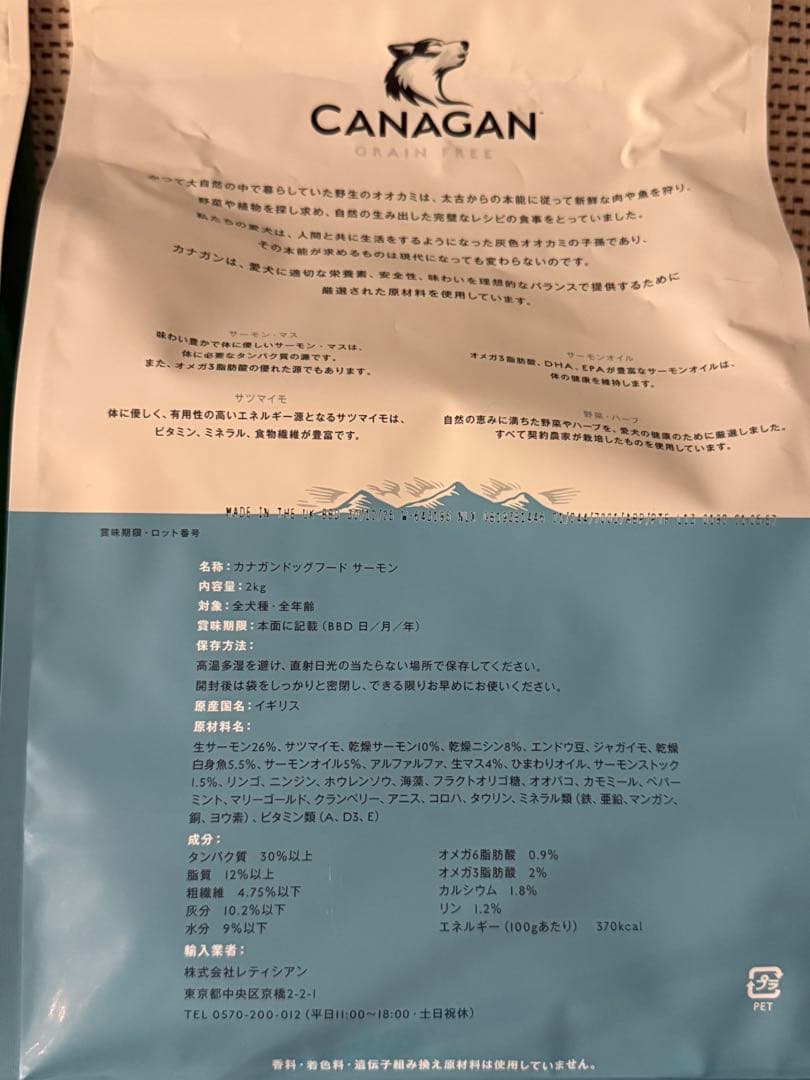 CANAGAN
GRAIN FREE
かつて大自然の中で暮らしていた野生のオオカミは、太古からの本能に従って新鮮な肉や魚を狩り、
野菜や植物を探し求め、自然の生み出した完璧なレシピの食事をとっていました。
私たちの愛犬は、人間と共に生活をするようになった灰色オオカミの子孫であり、
その本能が求めるものは現代になっても変わらないのです。
カナガンは、愛犬に適切な栄養素、安全性、味わいを理想的なバランスで提供するために
厳選された原材料を使用しています。
サーモン・マス
味わい豊かで体に優しいサーモン・マスは、
体に必要なタンパク質の源です。
また、オメガ3脂肪酸の優れた源でもあります。
サーモンオイル
オメガ3脂肪酸、DHA、EPAが豊富なサーモンオイルは、
体の健康を維持します。
サツマイモ
体に優しく、有用性の高いエネルギー源となるサツマイモは、
ビタミン、ミネラル、食物繊維が豊富です。
野菜・ハーブ
自然の恵みに満ちた野菜やハーブを、愛犬の健康のために厳選しました。
すべて契約農家が栽培したものを使用しています。
MADE IN THE UK BBD
賞味期限・ロット番号
名称：カナガンドッグフード サーモン
内容量：2kg
対象：全犬種・全年齢
賞味期限：本面に記載（BBD 日／月／年）
保存方法：
高温多湿を避け、直射日光の当たらない場所で保存してください。
開封後は袋をしっかりと密閉し、できる限りお早めにお使いください。
原産国名：イギリス
原材料名：
生サーモン26%、サツマイモ、乾燥サーモン10%、乾燥ニシン8%、エンドウ豆、ジャガイモ、乾燥
白身魚5.5%、サーモンオイル5%、アルファルファ、生マス4%、ひまわりオイル、サーモンストック
1.5%、リンゴ、ニンジン、ホウレンソウ、海藻、フラクトオリゴ糖、オオバコ、カモミール、ペパー
ミント、マリーゴールド、クランベリー、アニス、コロハ、タウリン、ミネラル類（鉄、亜鉛、マンガン、
銅、ヨウ素）、ビタミン類（A、D3、E）
成分：
タンパク質 30%以上
脂質 12%以上
粗繊維 4.75%以下
灰分 10.2%以下
水分 9%以下
オメガ6脂肪酸 0.9%
オメガ3脂肪酸 2%
カルシウム 1.8%
リン 1.2%
エネルギー（100gあたり） 370kcal
輸入業者：
株式会社レティシアン
東京都中央区京橋2-2-1
TEL 0570-200-012（平日11:00～18:00・土日祝休）
プラ
PET
香料・着色料・遺伝子組み換え原材料は使用していません。